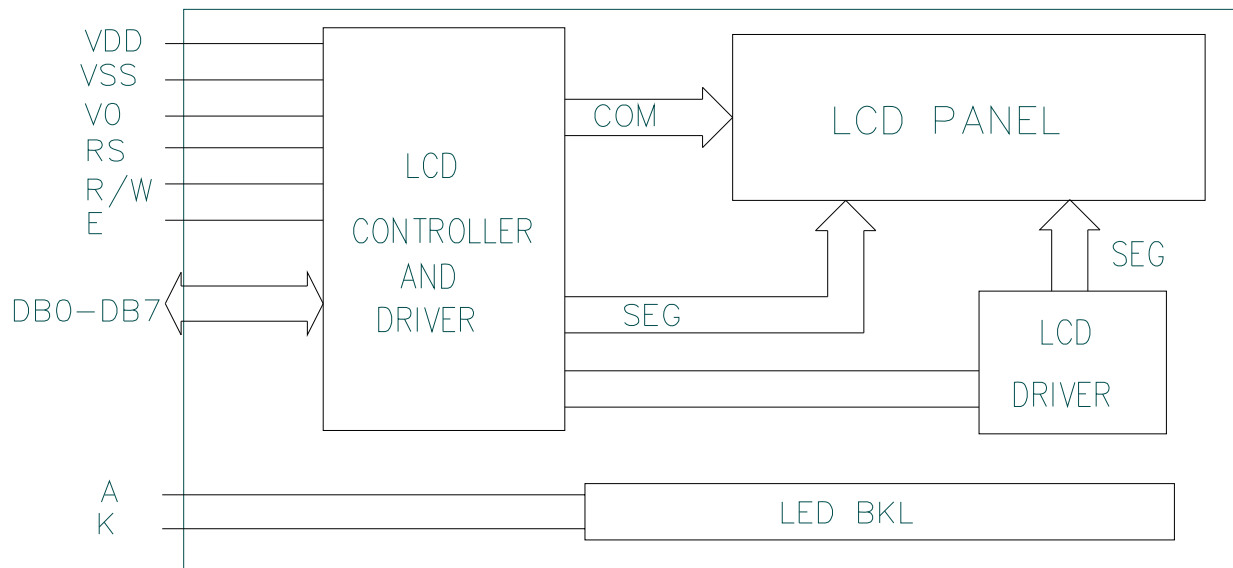 VDD
VSS
VO
RS
R/W
E
DB0-DB7
LCD
CONTROLLER
AND
DRIVER
COM
LCD PANEL
SEG
SEG
LCD
DRIVER
A
K
LED BKL